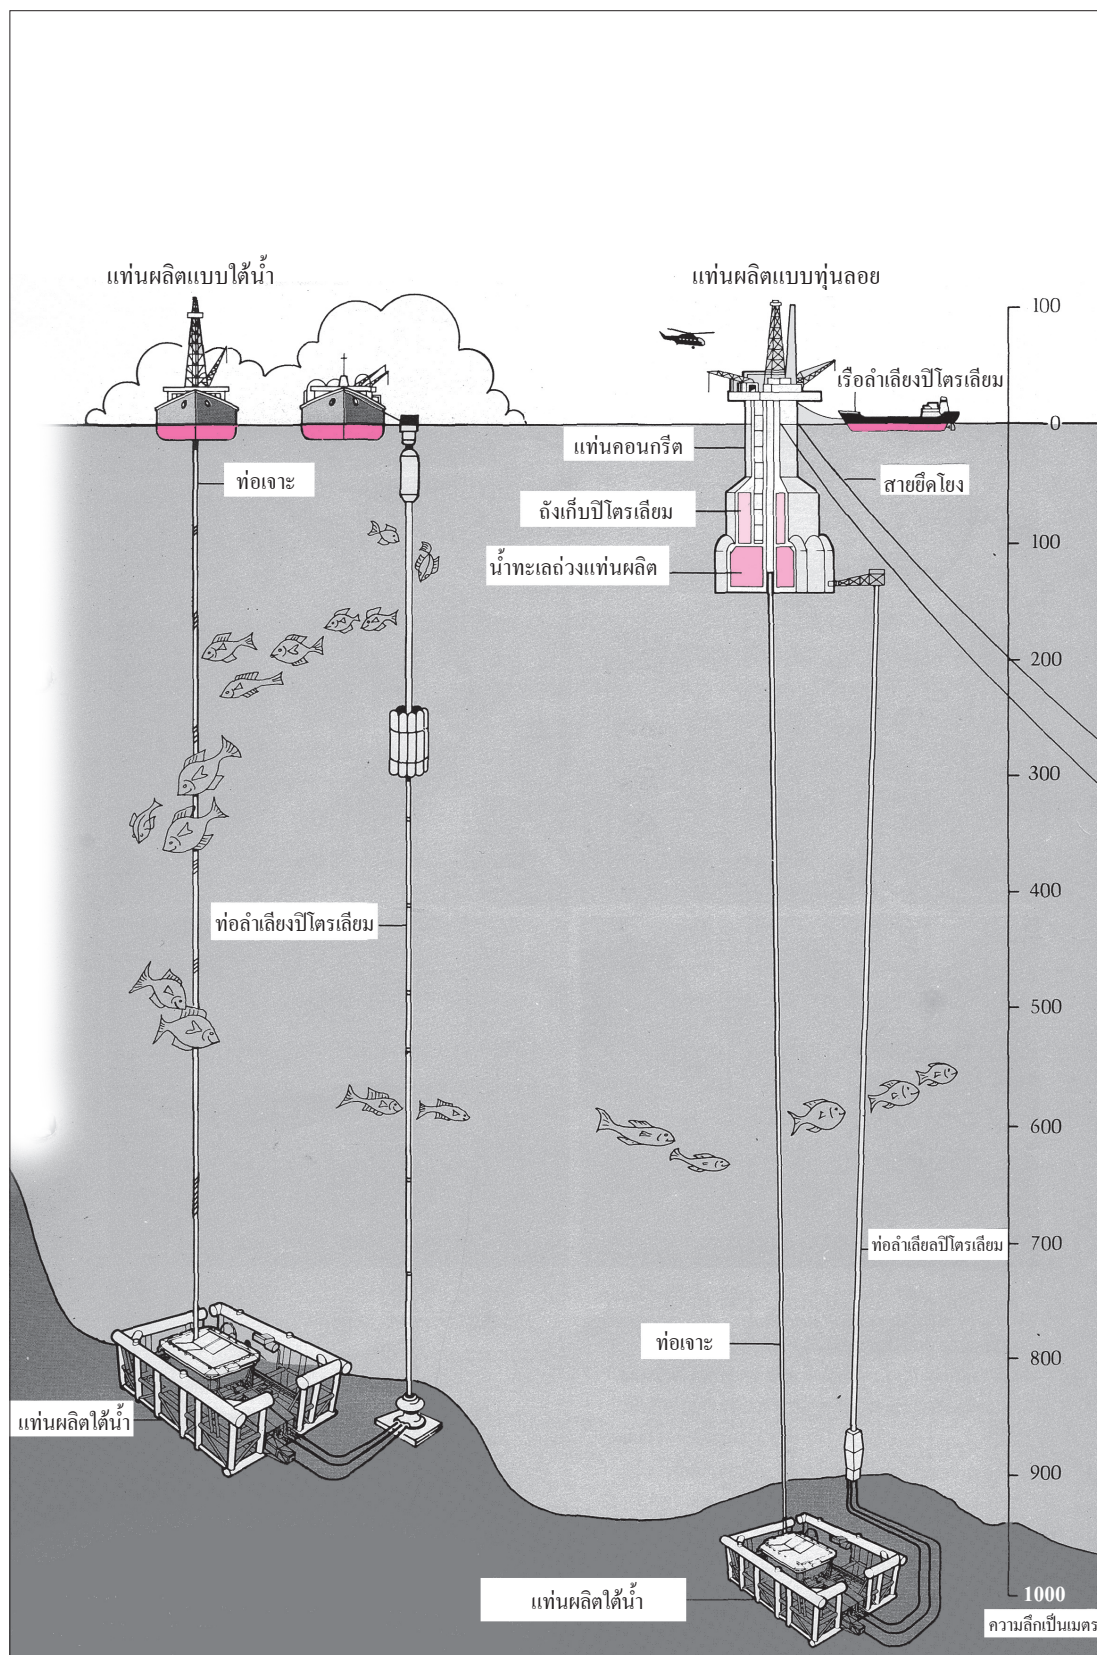 แท่นผลิตแบบใต้น้ำ
แท่นผลิตแบบทุ่นลอย
100
เรือลำเลียงปิโตรเลียม
0
แท่นคอนกรีต
ท่อเจาะ
สายยึดโยง
ถังเก็บปิโตรเลียม
100
น้ำทะเลถ่วงแท่นผลิต
200
300
400
ท่อลำเลียงปิโตรเลียม
500
600
700
ท่อลำเลียลปิโตรเลียม
ท่อเจาะ
800
แท่นผลิตใต้น้ำ
900
แท่นผลิตใต้น้ำ
1000
ความลึกเป็นเมตร